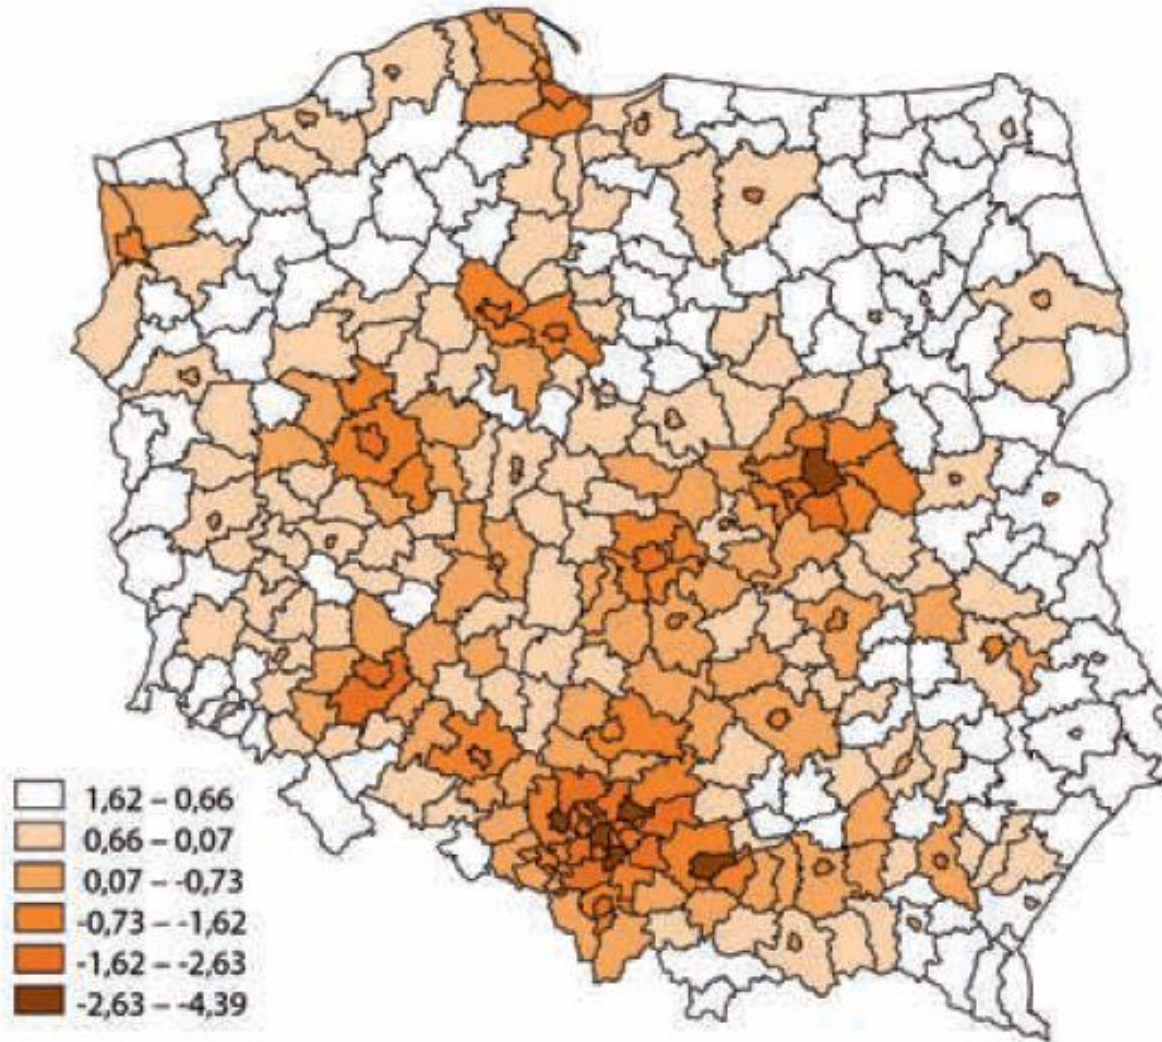 1,62 – 0,66
0,66 – 0,07
0,07 – -0,73
-0,73 – -1,62
-1,62 – -2,63
-2,63 – -4,39